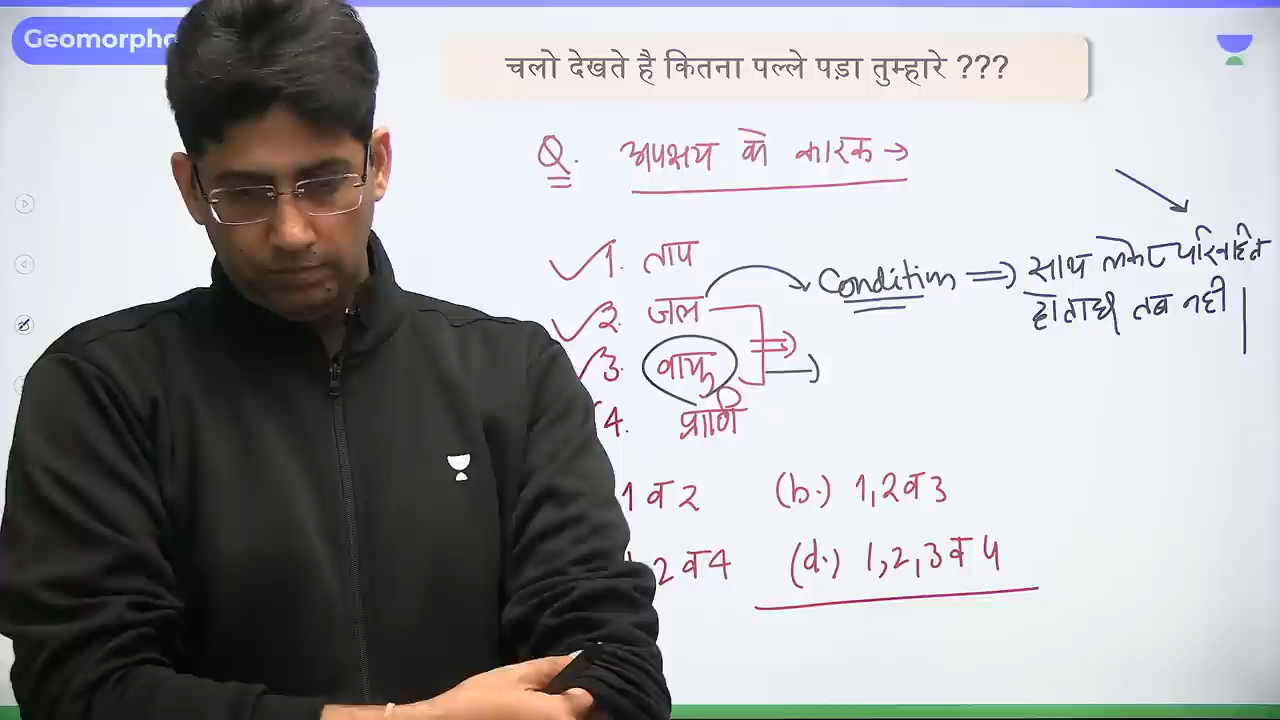 Geomorpho
चलो देखते है कितना पल्ले पड़ा तुम्हारे ???
Q. अपक्षय के कारक →
1. ताप
2. जल
Condition ⇒ साथ लेकर परिवहित
होता है तब नहीं
3. वायु
4. प्राणि
1 व 2 (b.) 1,2 व 3
2 व 4 (d.) 1,2,3 व 4